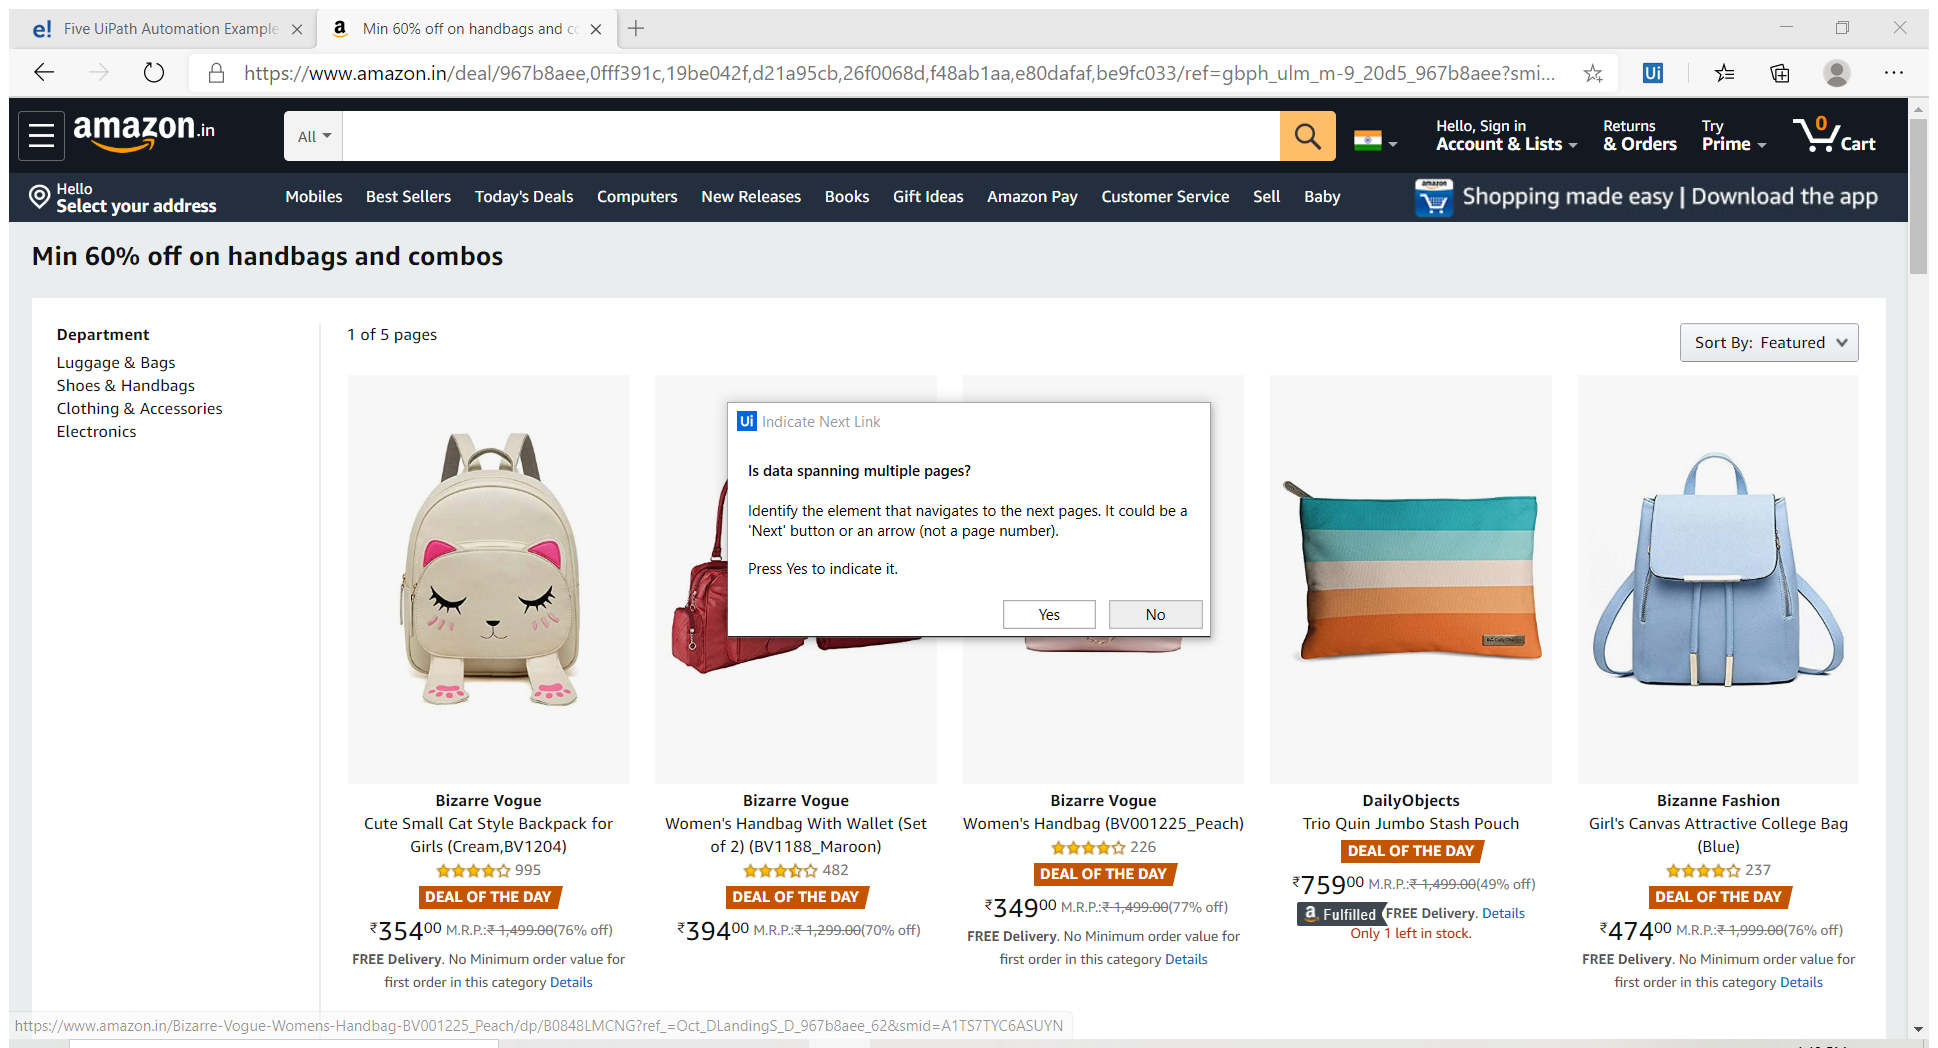 e! Five UiPath Automation Example
a Min 60% off on handbags and co
https://www.amazon.in/deal/967b8aee,0fff391c,19be042f,d21a95cb,26f0068d,f48ab1aa,e80dafaf,be9fc033/ref=gbph_ulm_m-9_20d5_967b8aee?smi...
Ui
amazon.in
All
Hello, Sign in
Account & Lists
Returns
& Orders
Try
Prime
0
Cart
Hello
Select your address
Mobiles Best Sellers Today's Deals Computers New Releases Books Gift Ideas Amazon Pay Customer Service Sell Baby
amazon
Shopping made easy | Download the app
Min 60% off on handbags and combos
Department
Luggage & Bags
Shoes & Handbags
Clothing & Accessories
Electronics
1 of 5 pages
Sort By: Featured
Ui Indicate Next Link
Is data spanning multiple pages?
Identify the element that navigates to the next pages. It could be a
'Next' button or an arrow (not a page number).
Press Yes to indicate it.
Yes No
Bizarre Vogue
Cute Small Cat Style Backpack for
Girls (Cream,BV1204)
995
DEAL OF THE DAY
₹354⁰⁰ M.R.P.:₹ 1,499.00(76% off)
FREE Delivery. No Minimum order value for
first order in this category Details
Bizarre Vogue
Women's Handbag With Wallet (Set
of 2) (BV1188_Maroon)
482
DEAL OF THE DAY
₹394⁰⁰ M.R.P.:₹ 1,299.00(70% off)
Bizarre Vogue
Women's Handbag (BV001225_Peach)
226
DEAL OF THE DAY
₹349⁰⁰ M.R.P.:₹ 1,499.00(77% off)
FREE Delivery. No Minimum order value for
first order in this category Details
DailyObjects
Trio Quin Jumbo Stash Pouch
DEAL OF THE DAY
₹759⁰⁰ M.R.P.:₹ 1,499.00(49% off)
a Fulfilled FREE Delivery. Details
Only 1 left in stock.
Bizanne Fashion
Girl's Canvas Attractive College Bag
(Blue)
237
DEAL OF THE DAY
₹474⁰⁰ M.R.P.:₹ 1,999.00(76% off)
FREE Delivery. No Minimum order value for
first order in this category Details
https://www.amazon.in/Bizarre-Vogue-Womens-Handbag-BV001225_Peach/dp/B0848LMCNG?ref_=Oct_DLandingS_D_967b8aee_62&smid=A1TS7TYC6ASUYN